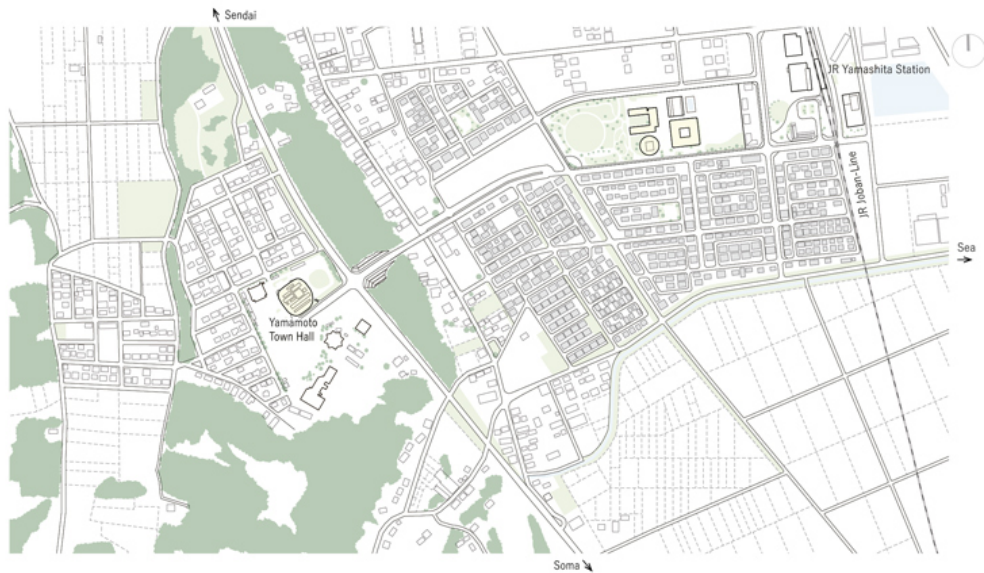 Sendai
JR Yamashita Station
JR Joban-Line
Sea
Yamamoto
Town Hall
Soma